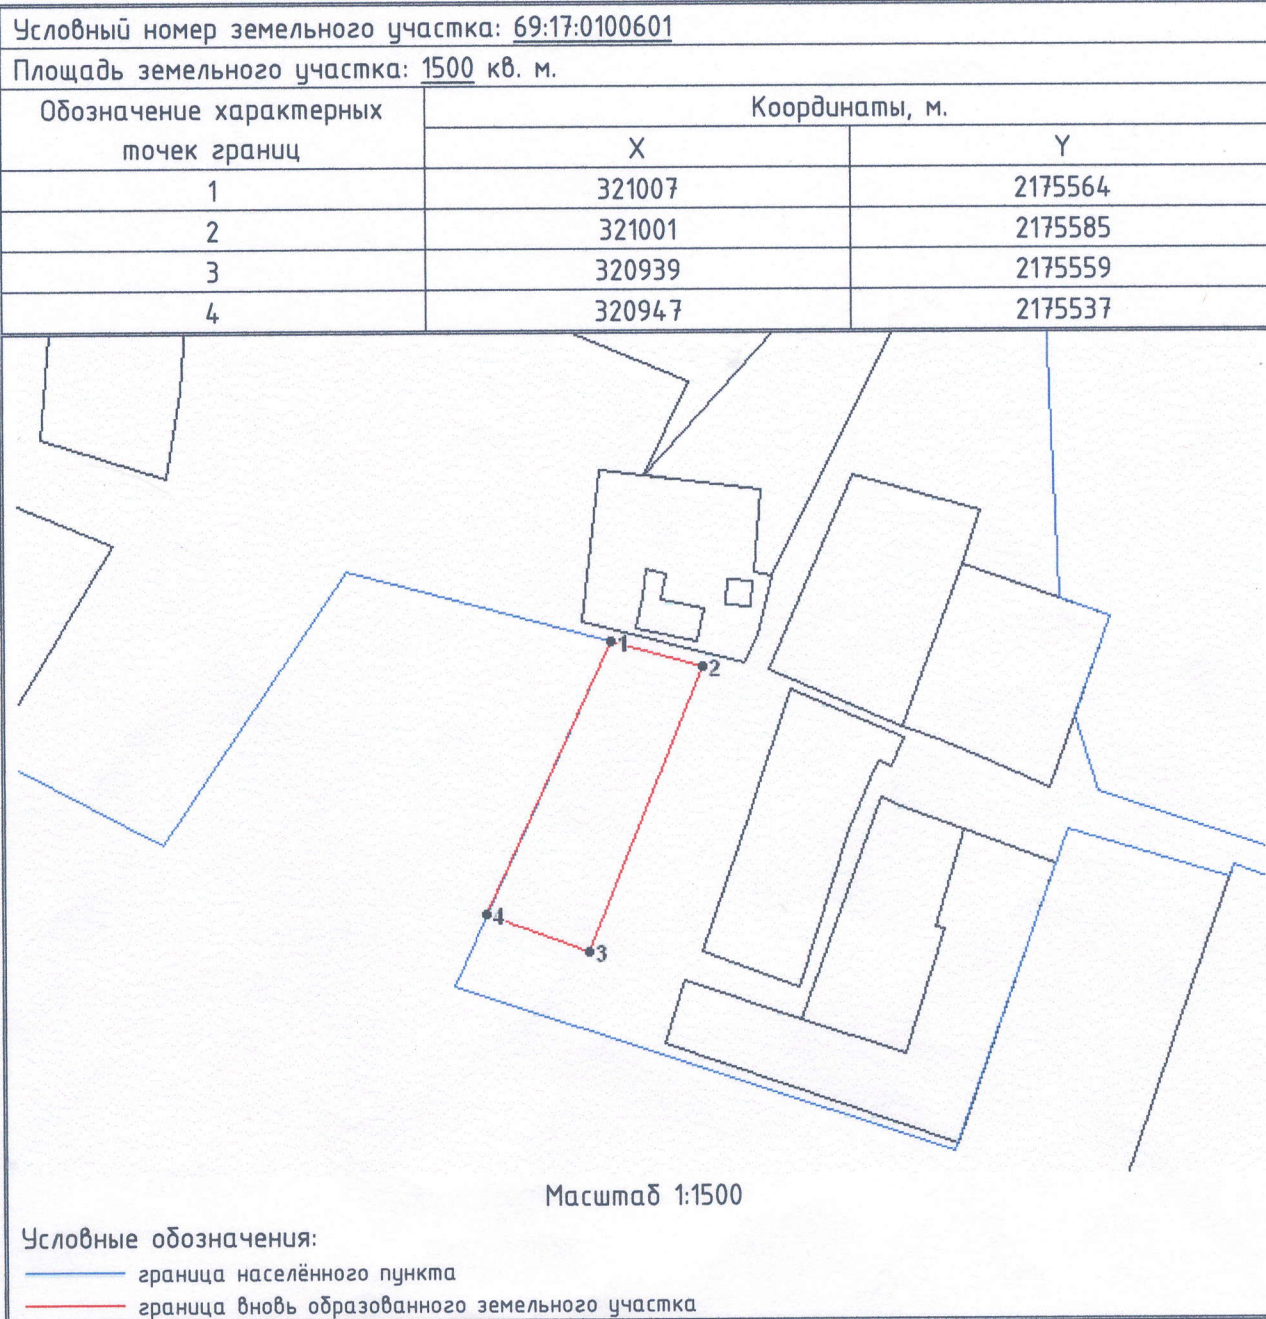 Условный номер земельного участка: 69:17:0100601
Площадь земельного участка: 1500 кв. м.
Обозначение характерных точек границ
Координаты, м.
X Y
1 321007 2175564
2 321001 2175585
3 320939 2175559
4 320947 2175537
1
2
4
3
Масштаб 1:1500
Условные обозначения:
граница населённого пункта
граница вновь образованного земельного участка